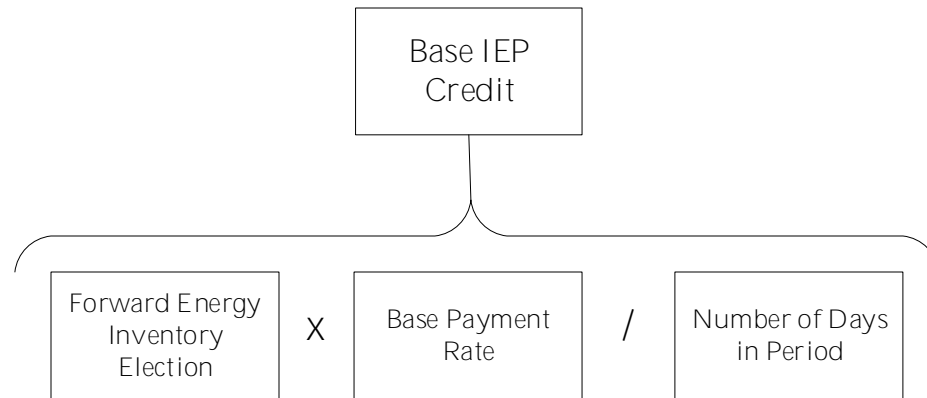 Base IEP
Credit
Forward Energy
Inventory
Election
X
Base Payment
Rate
/
Number of Days
in Period